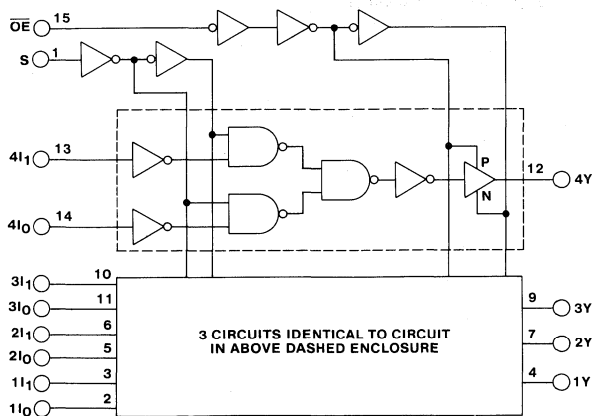 O̅E̅ 15
S 1
4I₁ 13
P
12 4Y
N
4I₀ 14
3I₁ 10
3I₀ 11
2I₁ 6
2I₀ 5
1I₁ 3
1I₀ 2
3 CIRCUITS IDENTICAL TO CIRCUIT
IN ABOVE DASHED ENCLOSURE
9 3Y
7 2Y
4 1Y